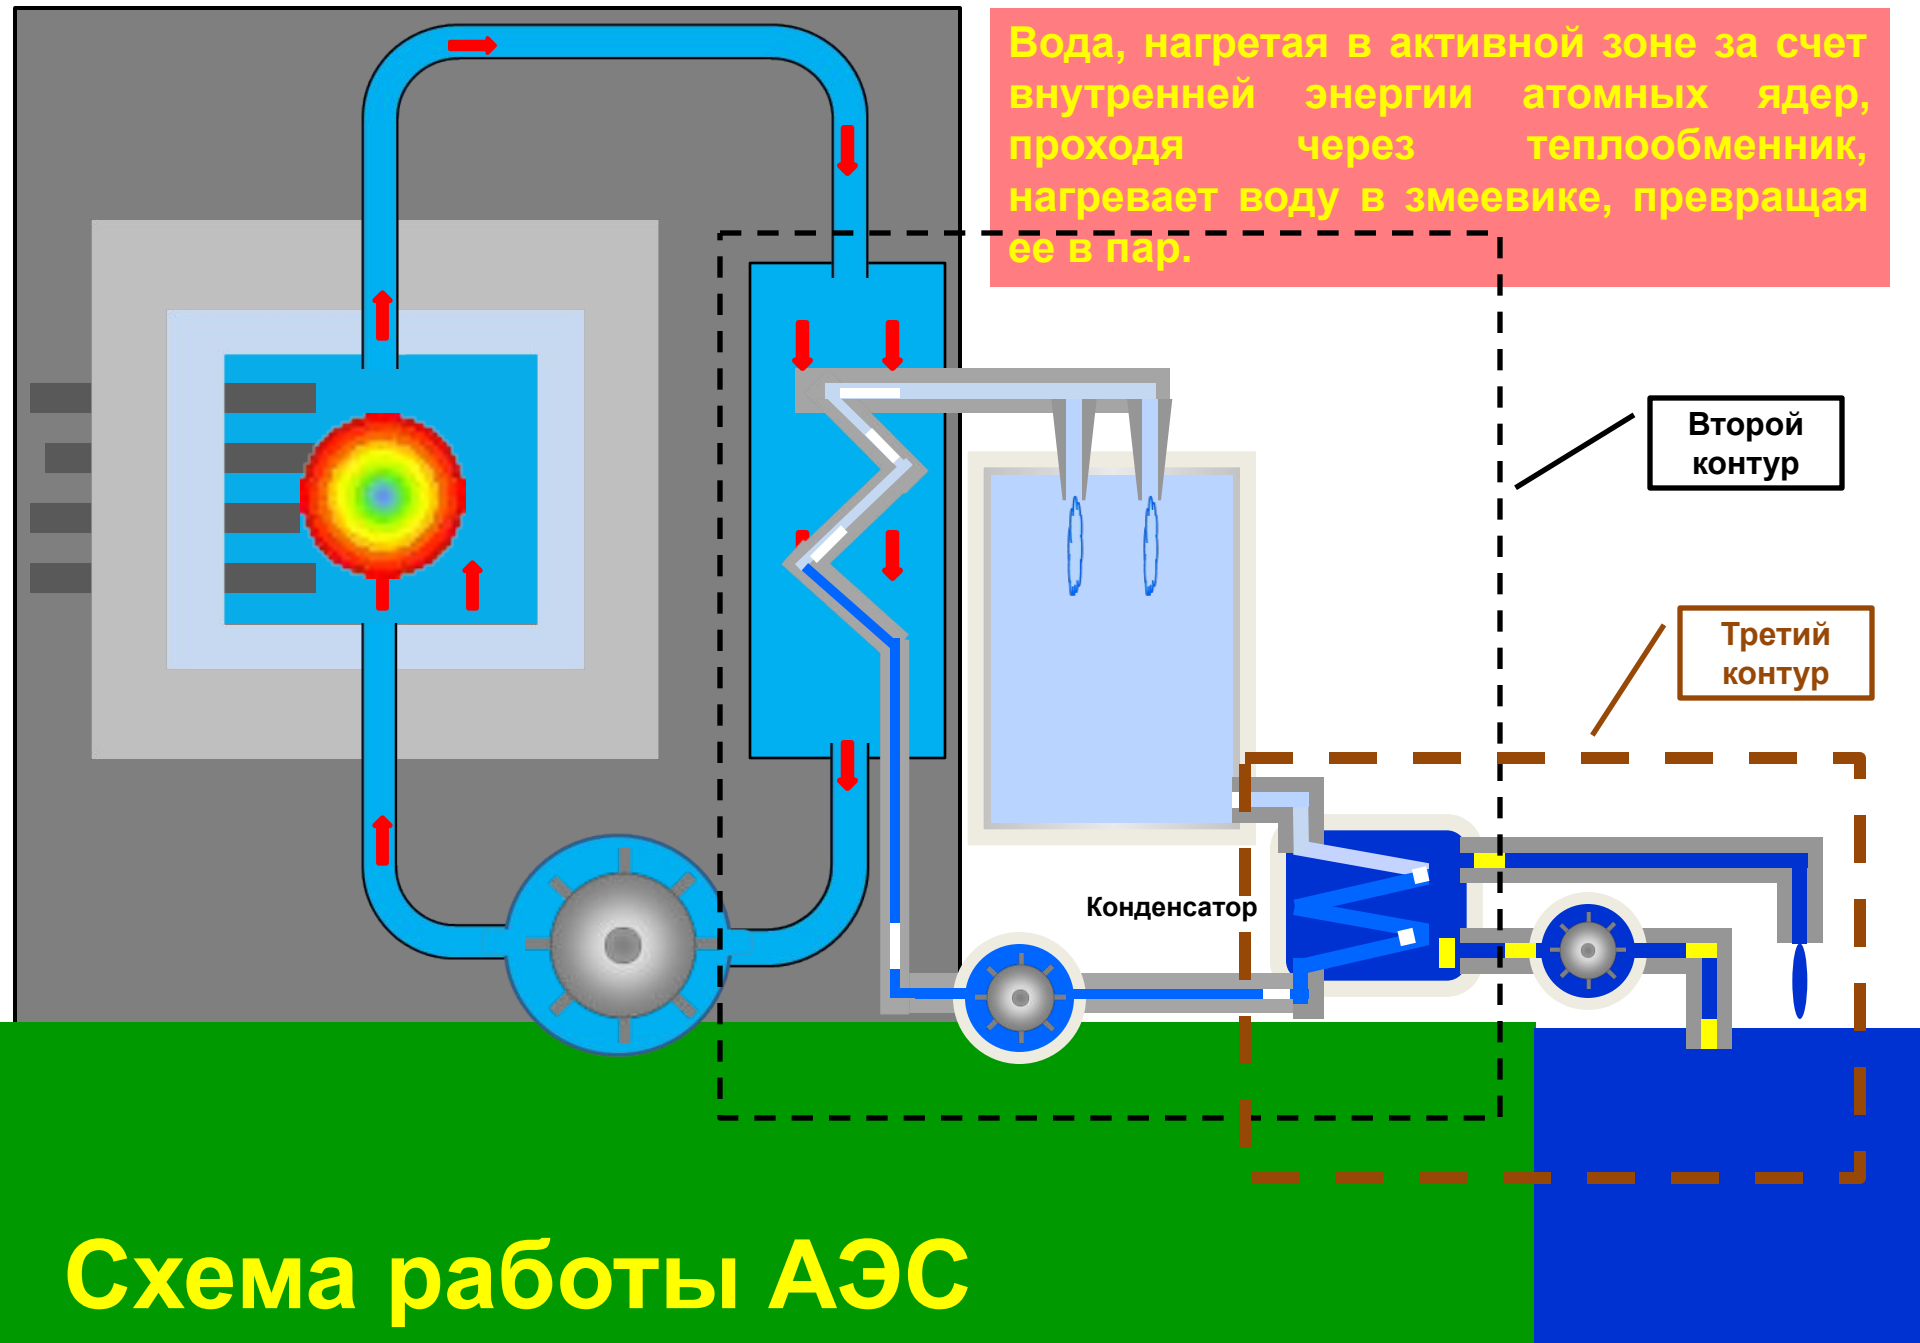 Вода, нагретая в активной зоне за счет
внутренней энергии атомных ядер,
проходя через теплообменник,
нагревает воду в змеевике, превращая
ее в пар.
Второй
контур
Третий
контур
Конденсатор
Схема работы АЭС